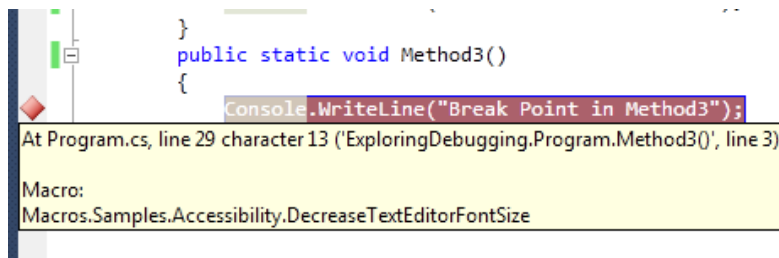 }
public static void Method3()
{
Console.WriteLine("Break Point in Method3");
At Program.cs, line 29 character 13 ('ExploringDebugging.Program.Method3()', line 3)
Macro:
Macros.Samples.Accessibility.DecreaseTextEditorFontSize